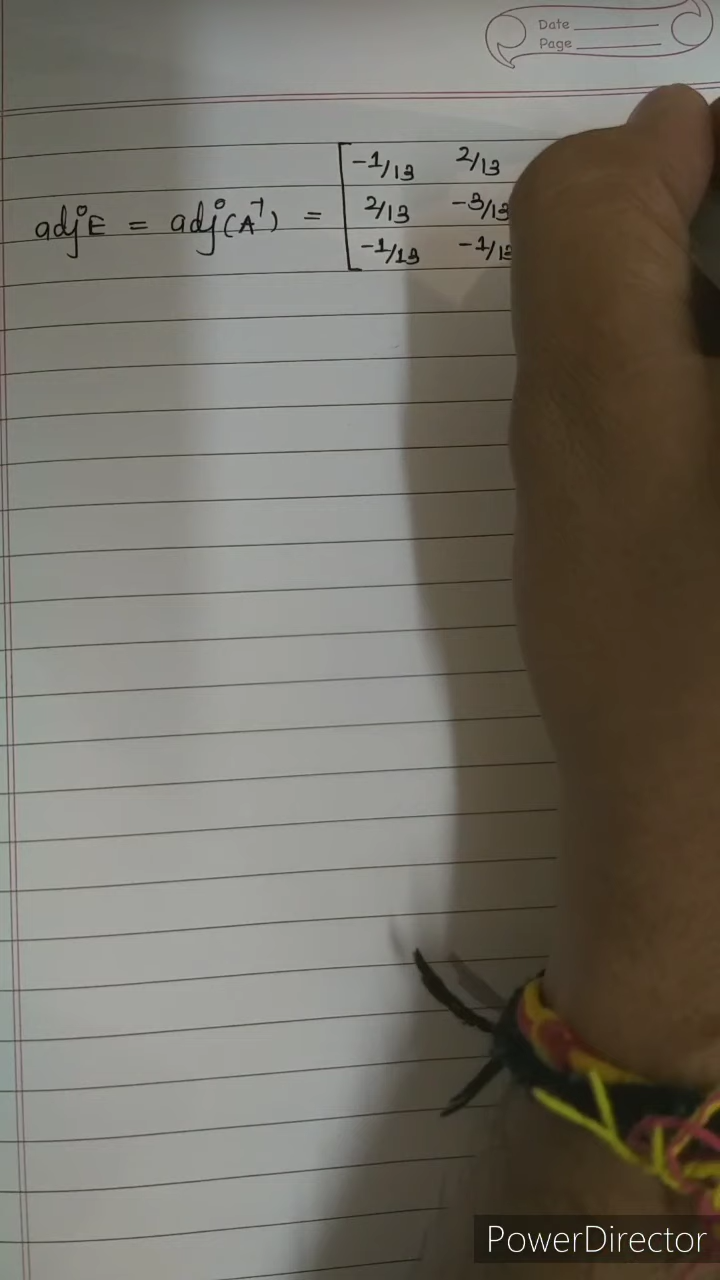 Date
Page
-1/13 2/13
adj E = adj(A⁻¹) = 2/13 -3/13
-1/13 -1/13
PowerDirector